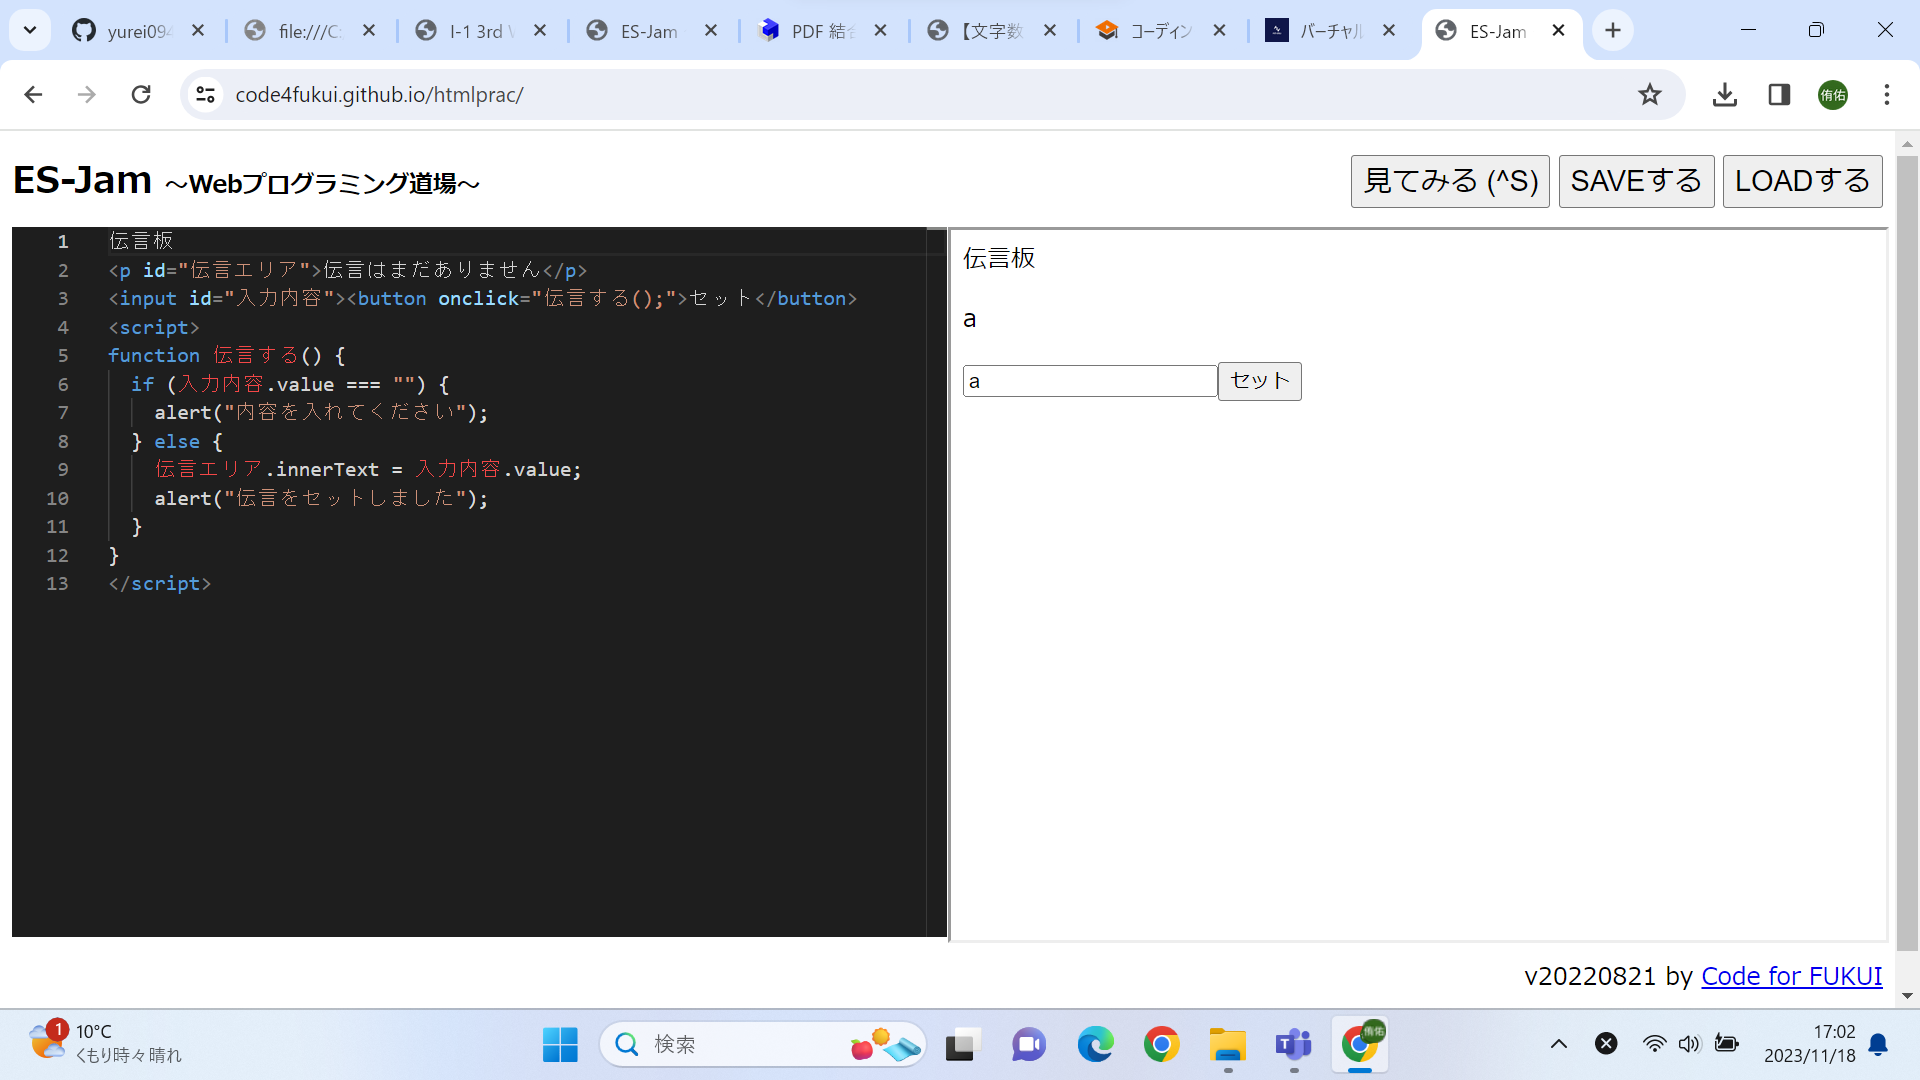 yurei094
file:///C:
I-1 3rd
ES-Jam
PDF 結合
【文字数
コーディン
バーチャル
ES-Jam
code4fukui.github.io/htmlprac/
侑佑
ES-Jam 〜Webプログラミング道場〜
見てみる (^S)
SAVEする
LOADする
1 伝言板
2 <p id="伝言エリア">伝言はまだありません</p>
3 <input id="入力内容"><button onclick="伝言する();">セット</button>
4 <script>
5 function 伝言する() {
6 if (入力内容.value === "") {
7 alert("内容を入れてください");
8 } else {
9 伝言エリア.innerText = 入力内容.value;
10 alert("伝言をセットしました");
11 }
12 }
13 </script>
伝言板
a
a
セット
v20220821 by Code for FUKUI
1
10°C
くもり時々晴れ
検索
侑佑
17:02
2023/11/18